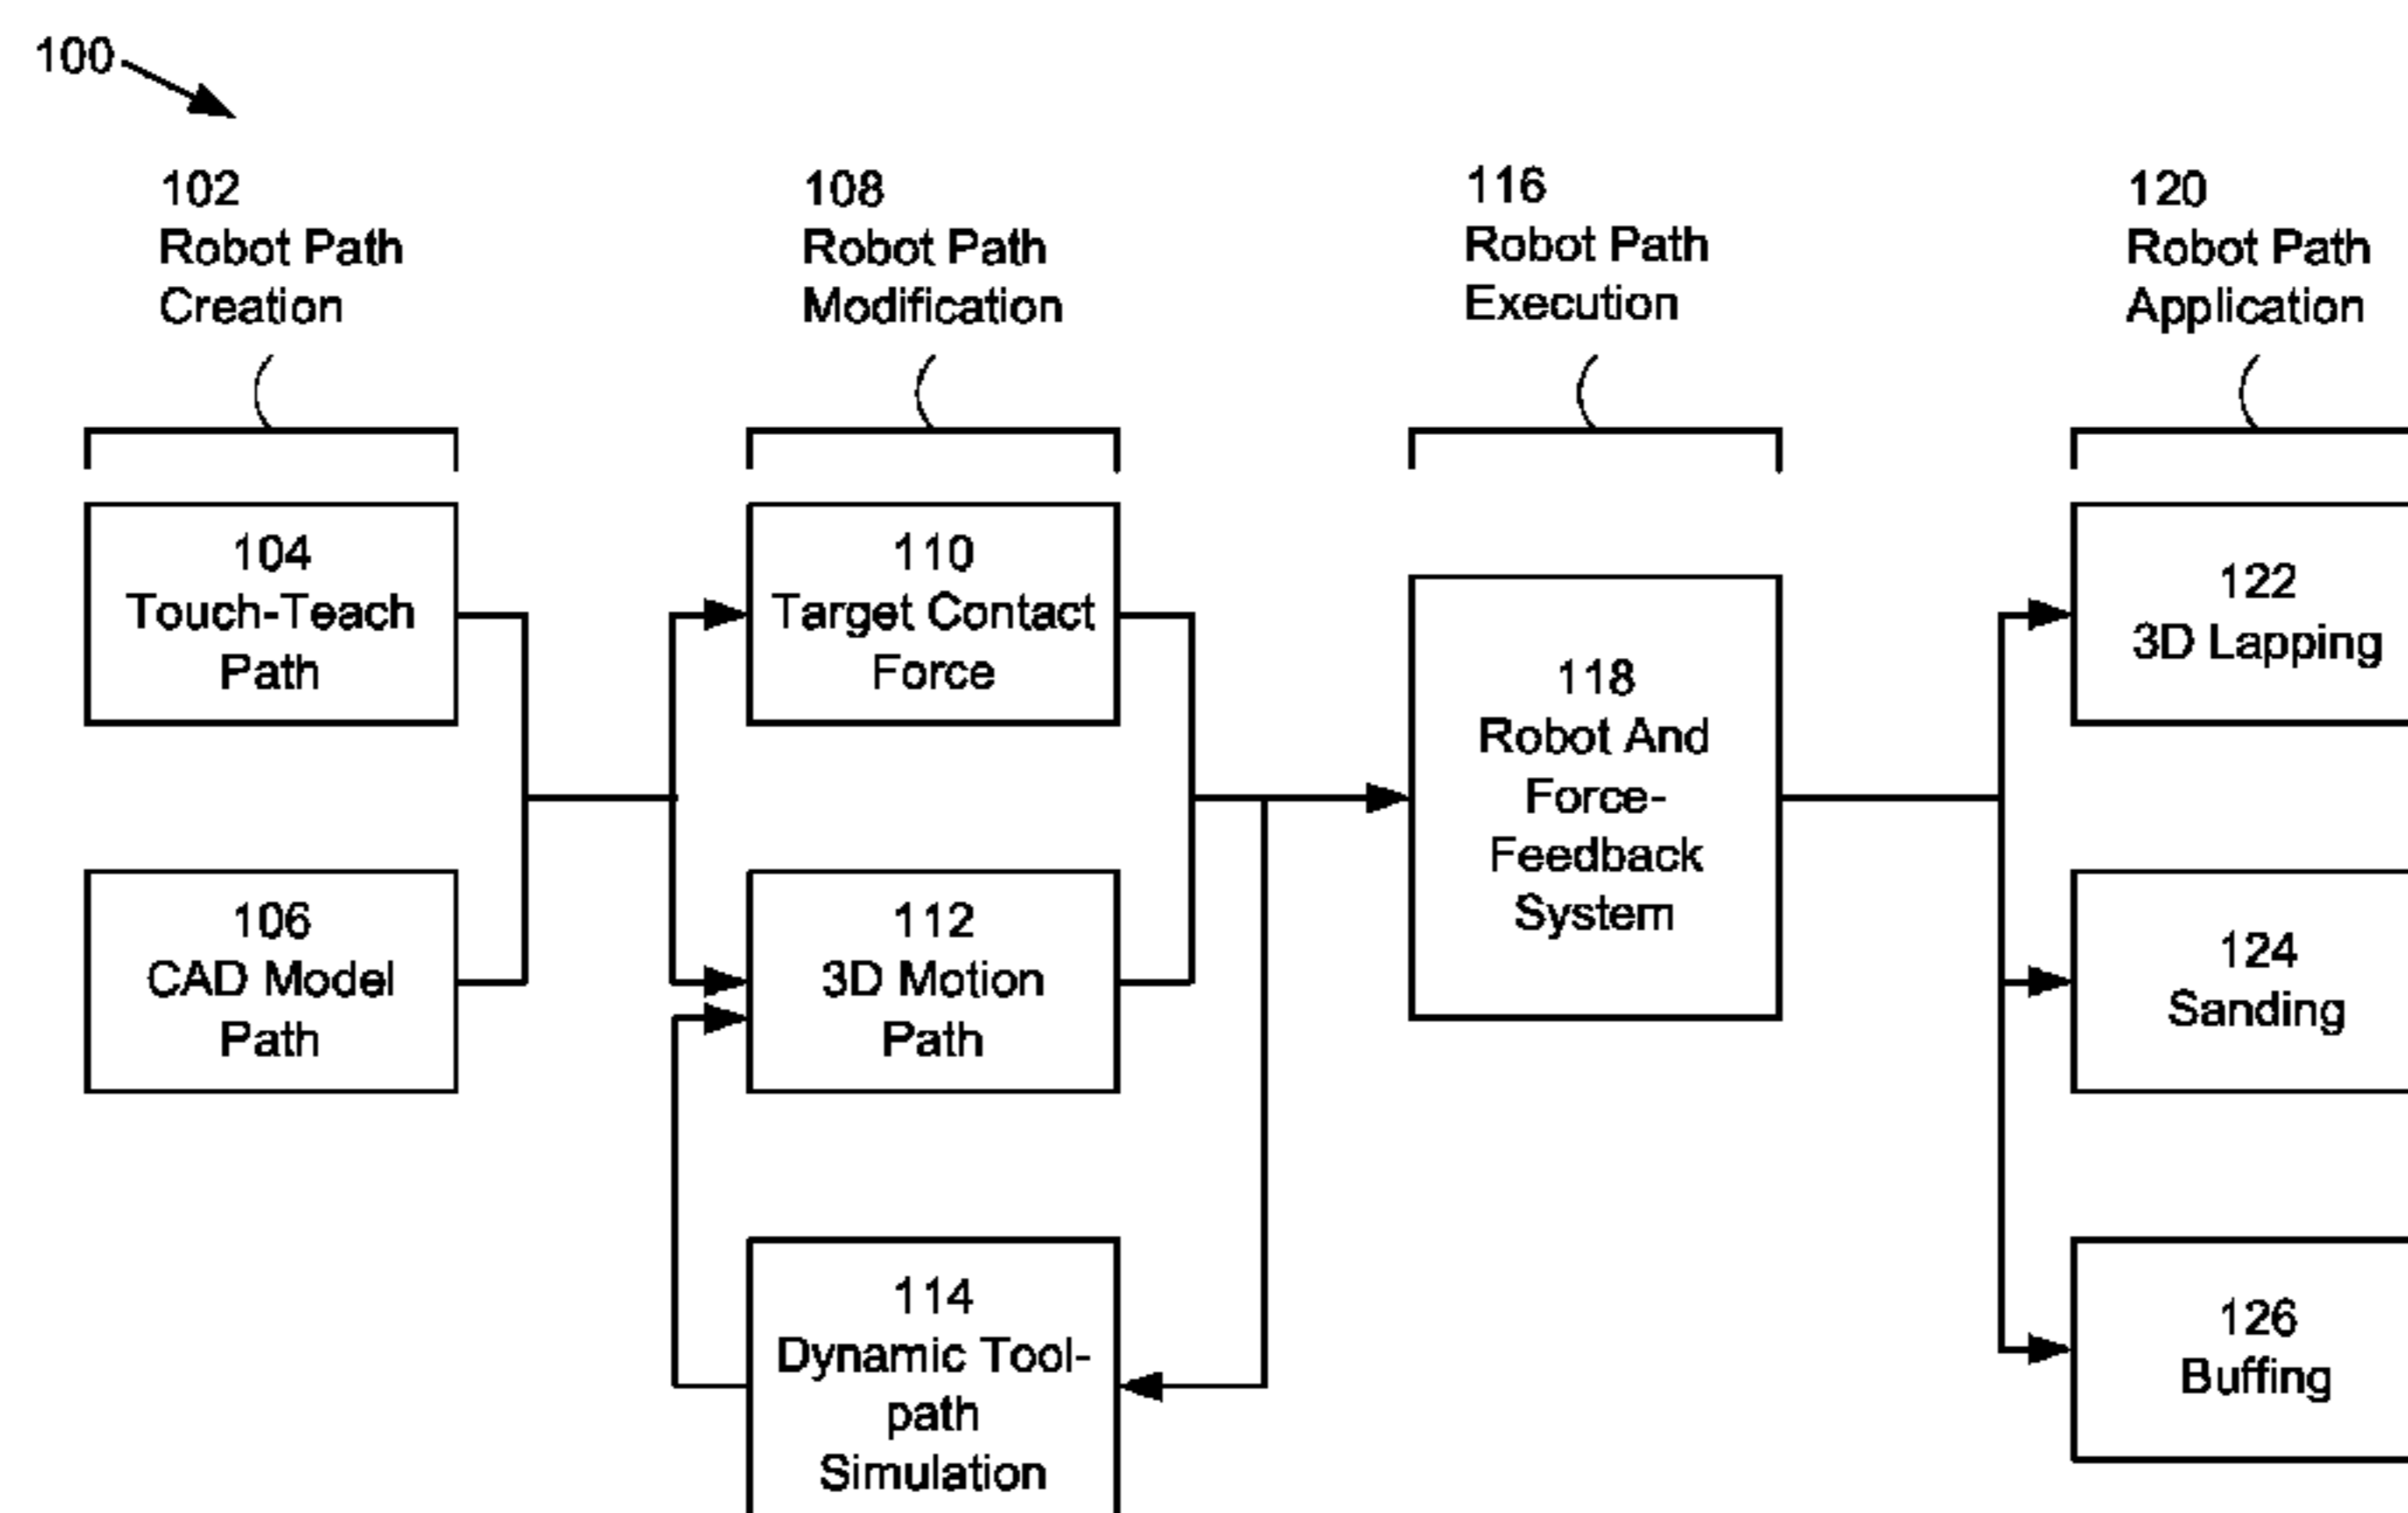 100
102
Robot Path
Creation
108
Robot Path
Modification
116
Robot Path
Execution
120
Robot Path
Application
104
Touch-Teach
Path
106
CAD Model
Path
110
Target Contact
Force
112
3D Motion
Path
114
Dynamic Tool-
path
Simulation
118
Robot And
Force-
Feedback
System
122
3D Lapping
124
Sanding
126
Buffing